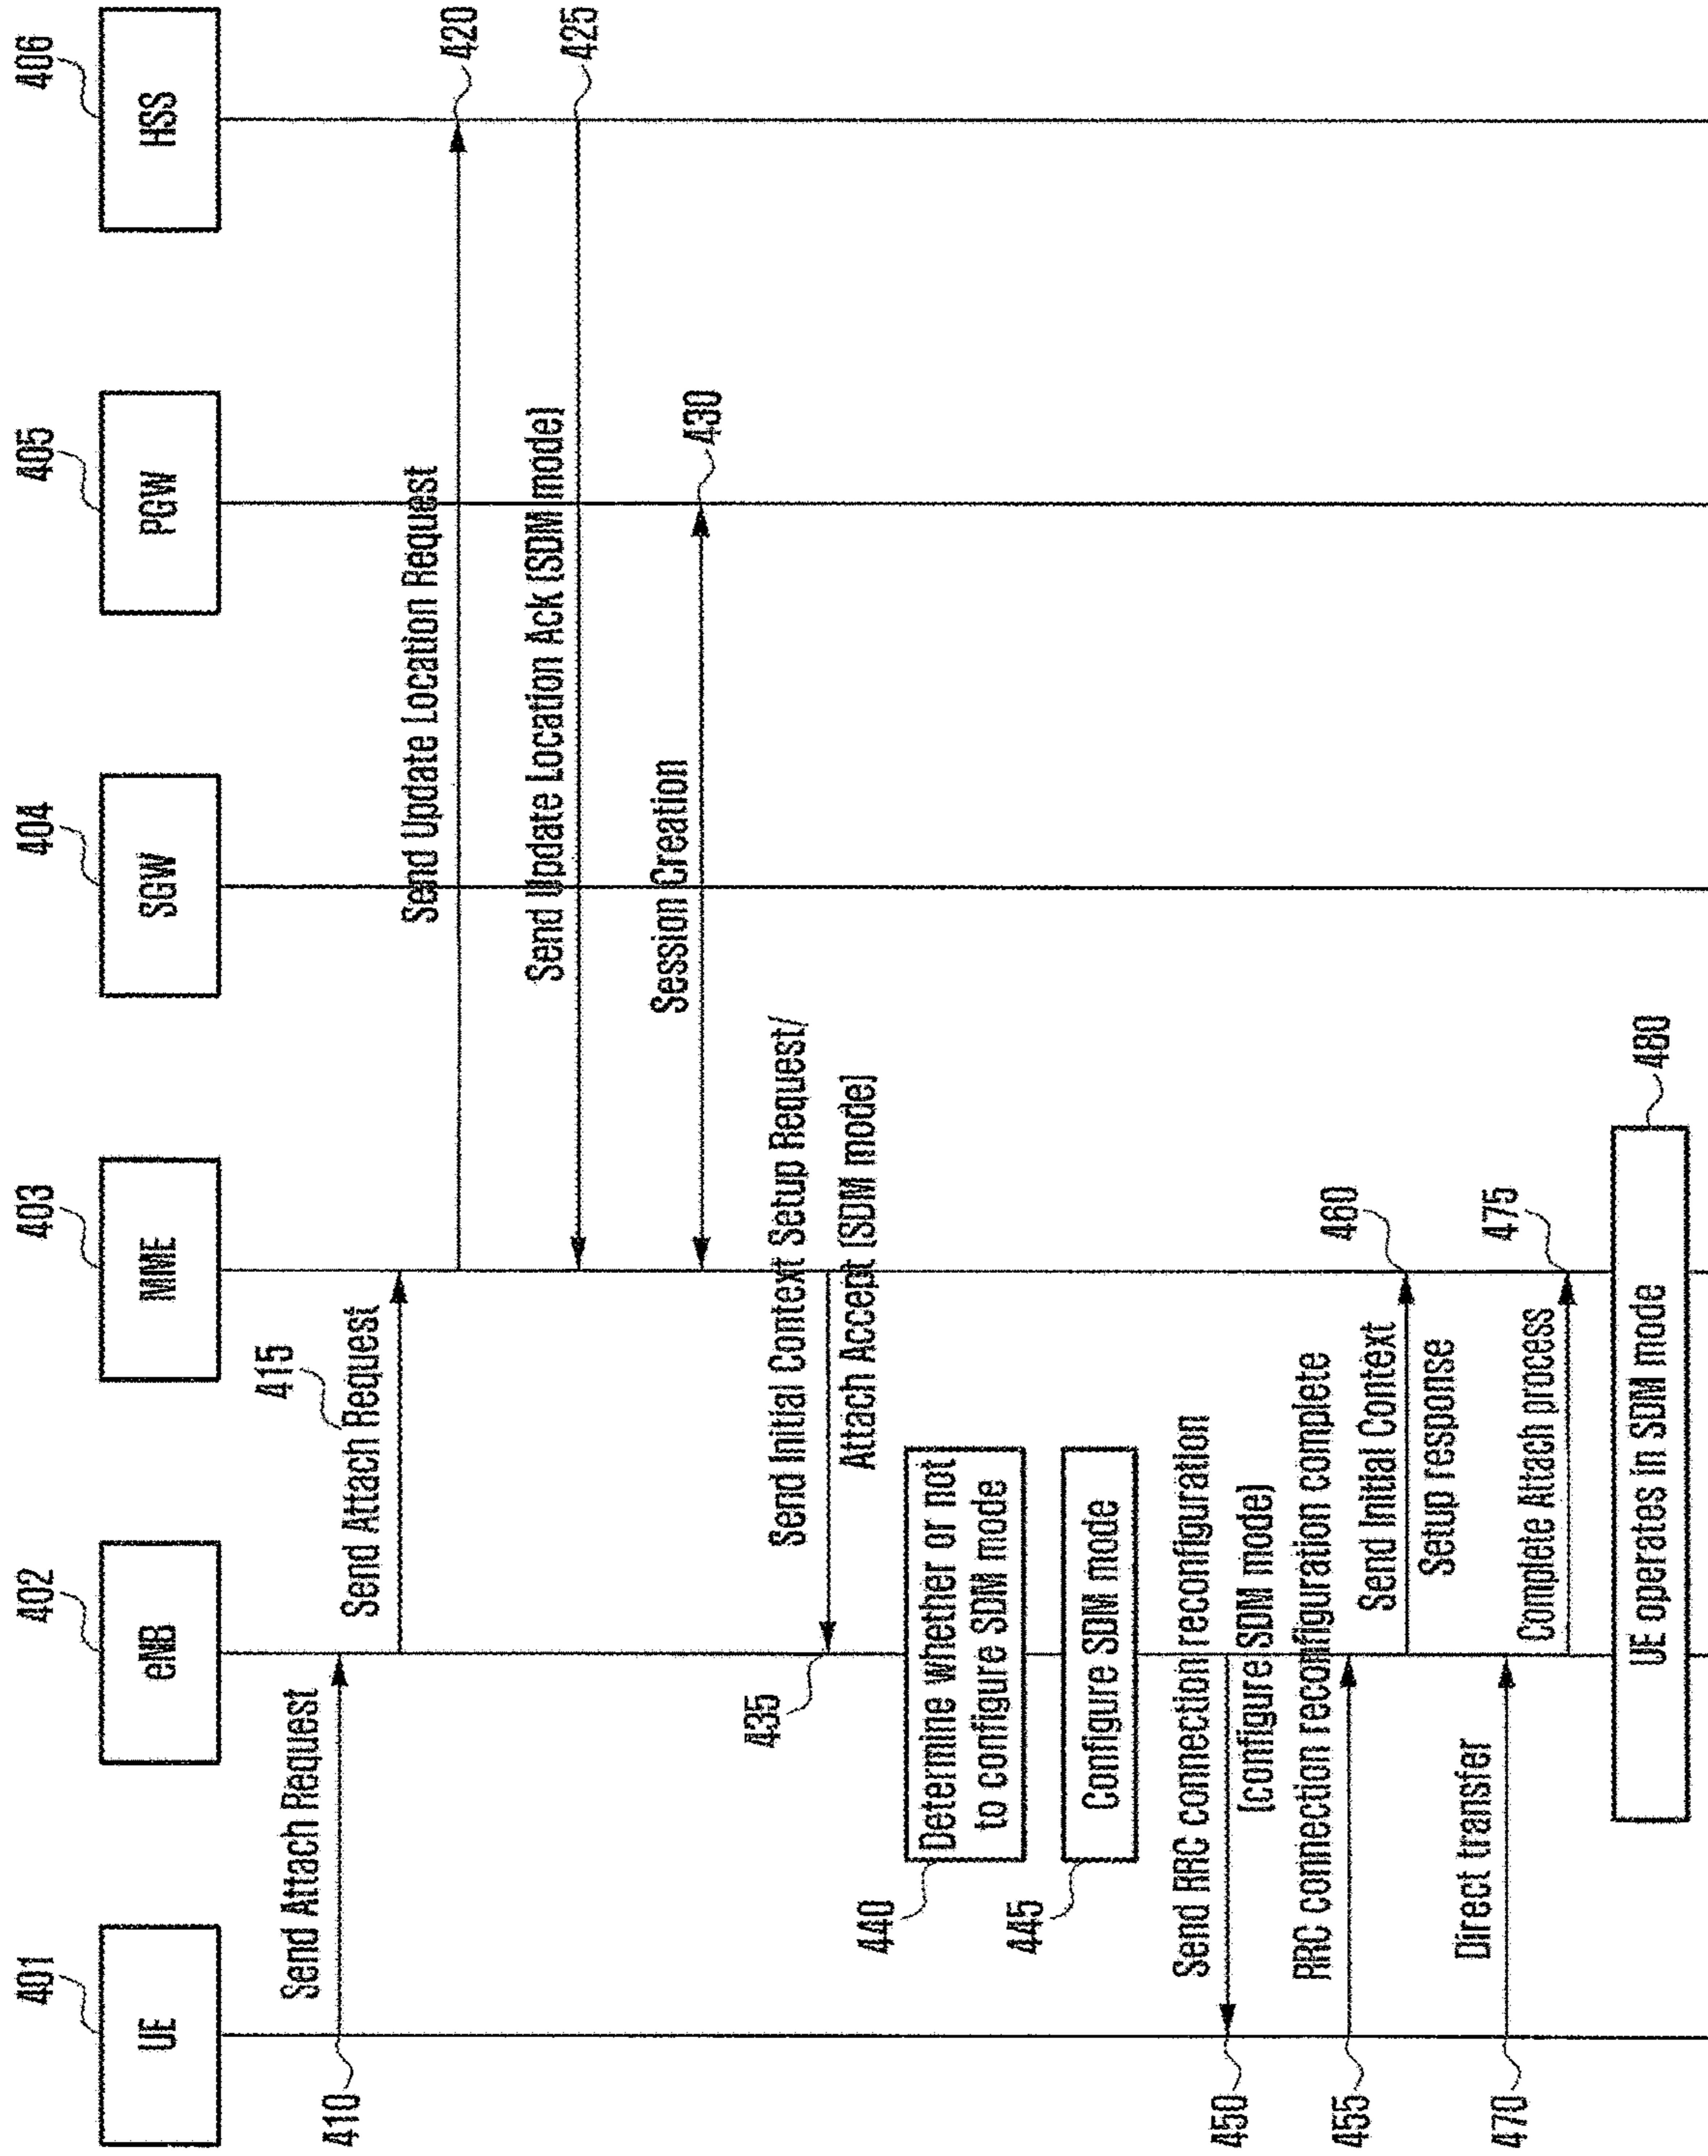 401
402
403
404
405
406
UE
eNB
MME
SGW
PGW
HSS
410
Send Attach Request
415
Send Attach Request
Send Update Location Request
420
Send Update Location Ack (SDM mode)
425
Session Creation
430
Send Initial Context Setup Request/
Attach Accept (SDM mode)
435
440
Determine whether or not
to configure SDM mode
445
Configure SDM mode
Send RRC connection reconfiguration
(configure SDM mode)
450
RRC connection reconfiguration complete
455
Send Initial Context
Setup response
460
Direct transfer
470
Complete Attach process
475
UE operates in SDM mode
480